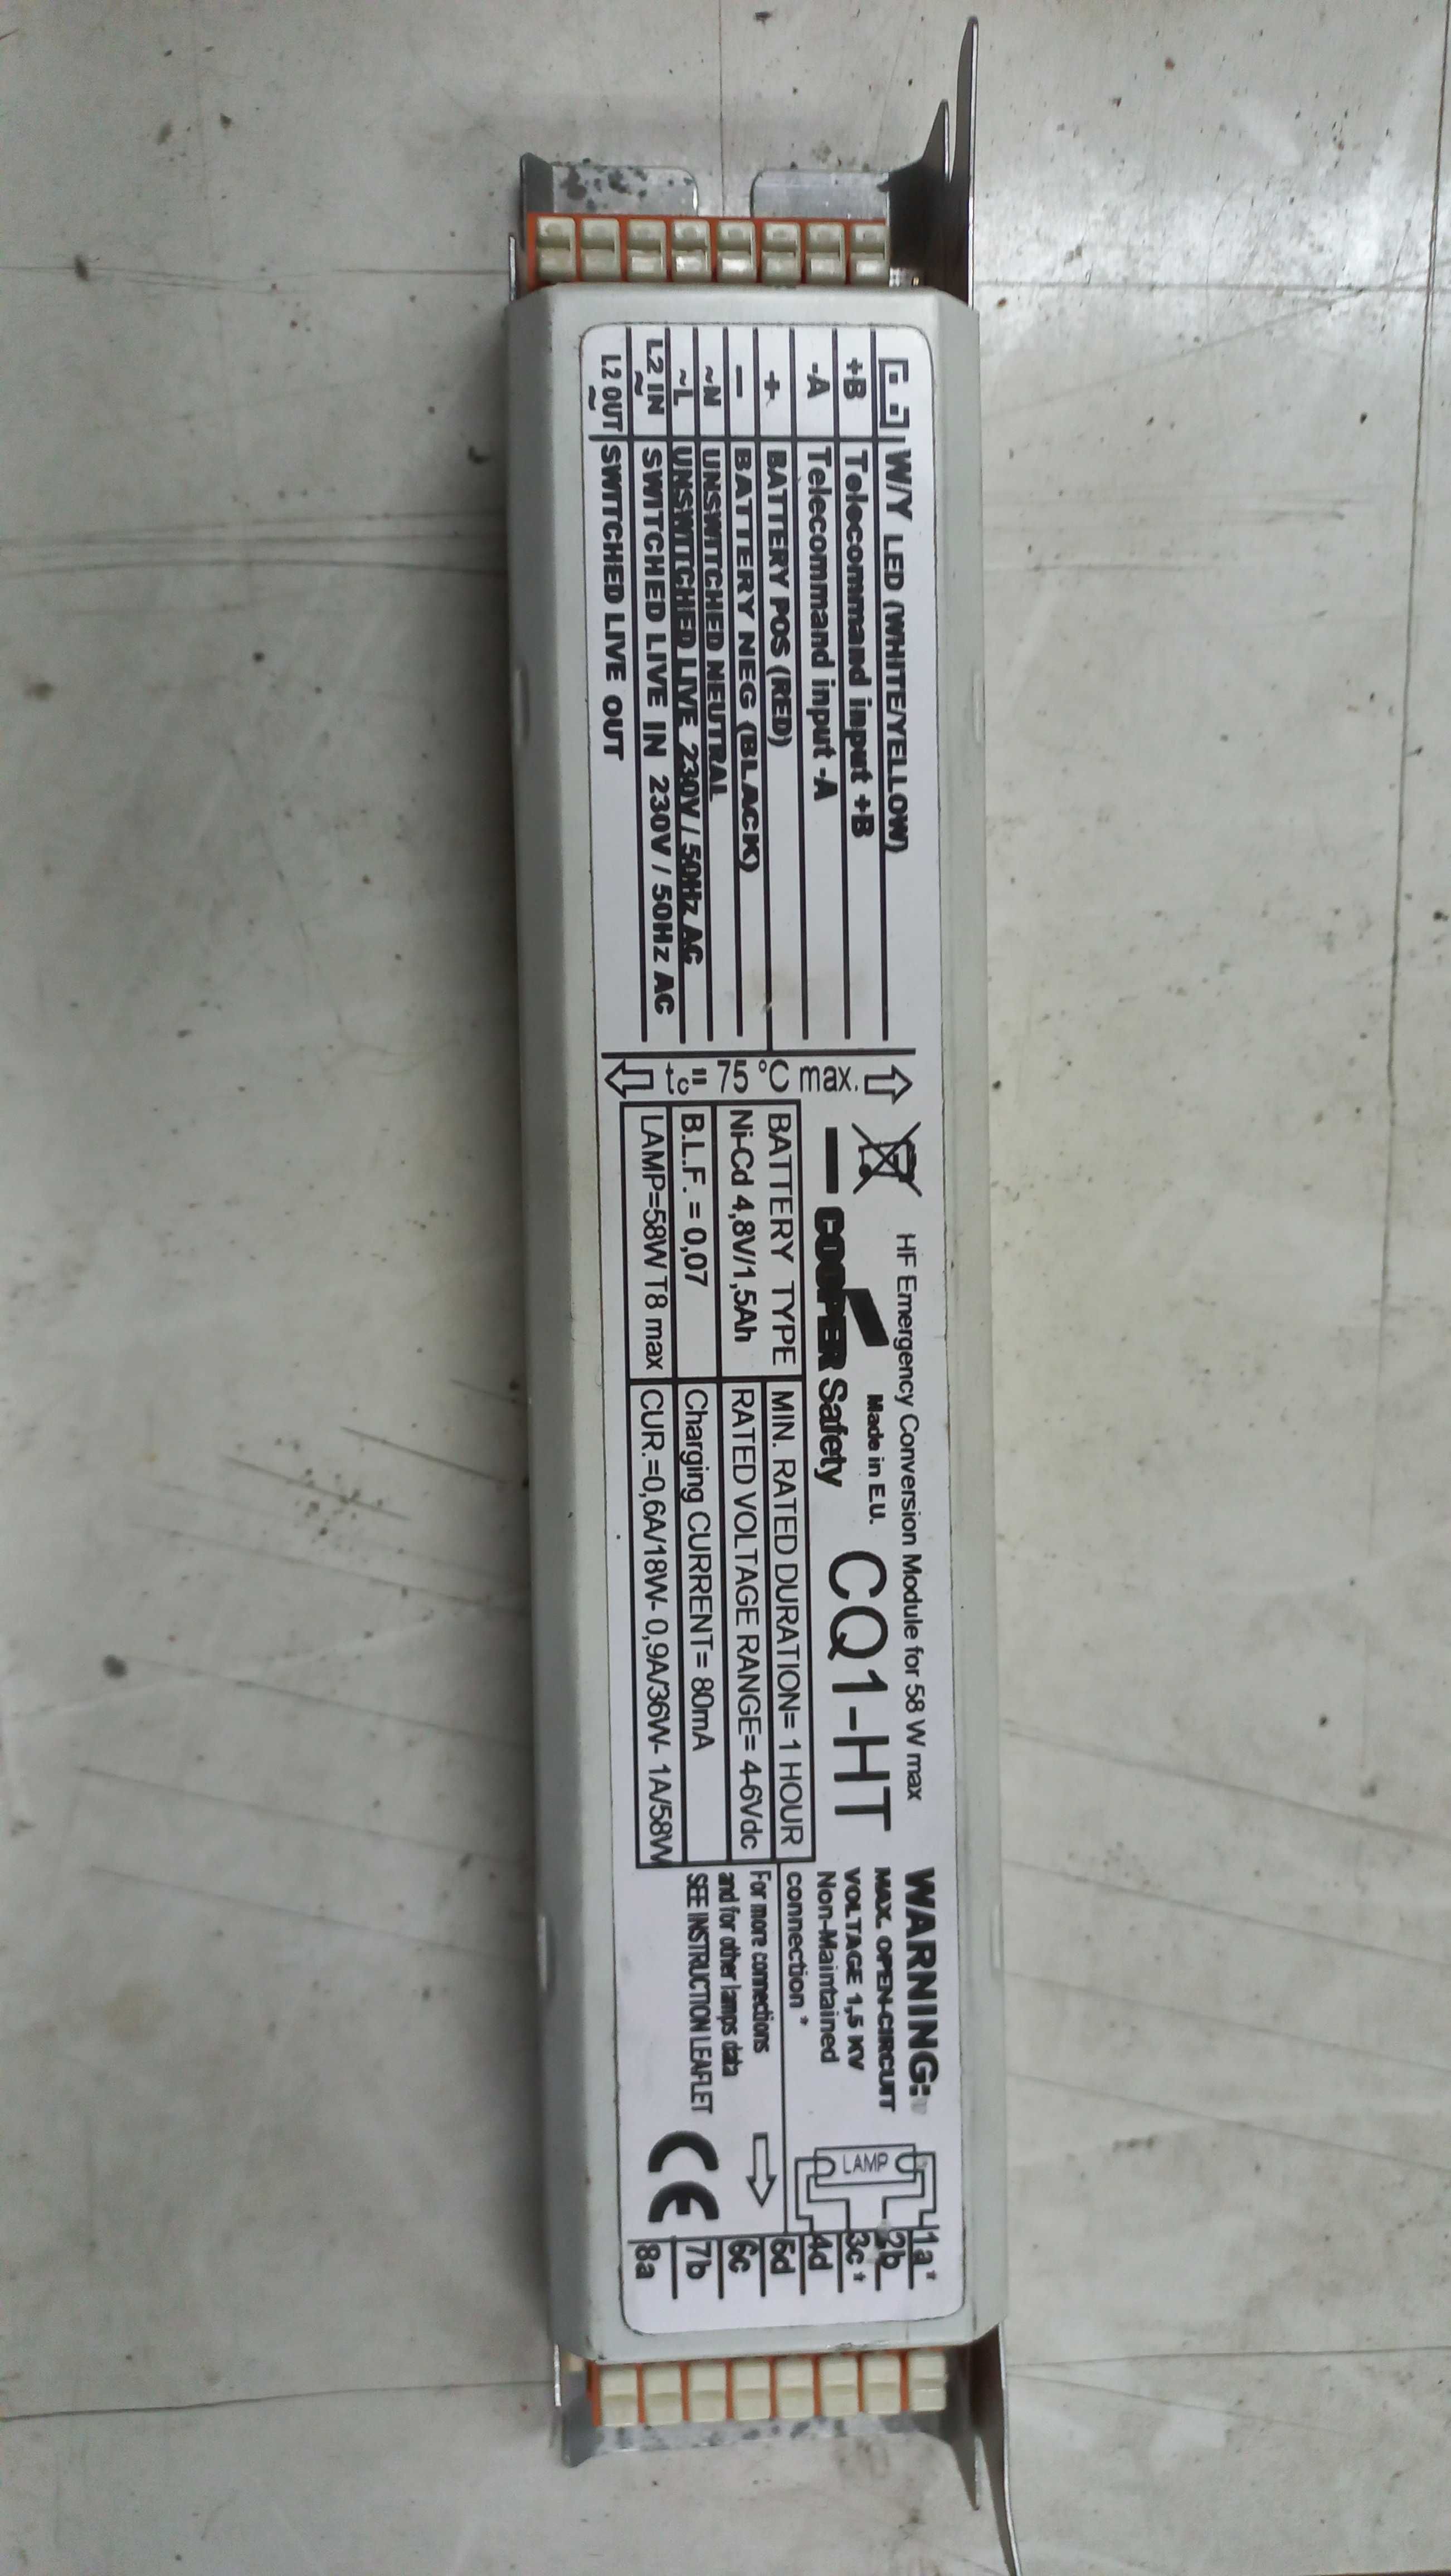 W/Y LED (WHITE/YELLOW)
+B Telecommand input +B
-A Telecommand input -A
+ BATTERY POS (RED)
− BATTERY NEG (BLACK)
~N UNSWITCHED NEUTRAL
~L UNSWITCHED LIVE 230V / 50Hz AC
L2 IN ~ SWITCHED LIVE IN 230V / 50Hz AC
L2 OUT ~ SWITCHED LIVE OUT
tc = 75 °C max.
HF Emergency Conversion Module for 58 W max
Made in E.U.
COOPER Safety CQ1-HT
BATTERY TYPE MIN. RATED DURATION= 1 HOUR
Ni-Cd 4,8V/1,5Ah RATED VOLTAGE RANGE= 4-6Vdc
B.L.F. = 0,07 Charging CURRENT= 80mA
LAMP=58W T8 max CUR.=0,6A/18W- 0,9A/36W- 1A/58W
WARNING:
MAX. OPEN-CIRCUIT
VOLTAGE 1,5 KV
Non-Maintained
connection *
For more connections
and for other lamps data
SEE INSTRUCTION LEAFLET
CE
LAMP
1a*
2b
3c*
4d
5d
6c
7b
8a